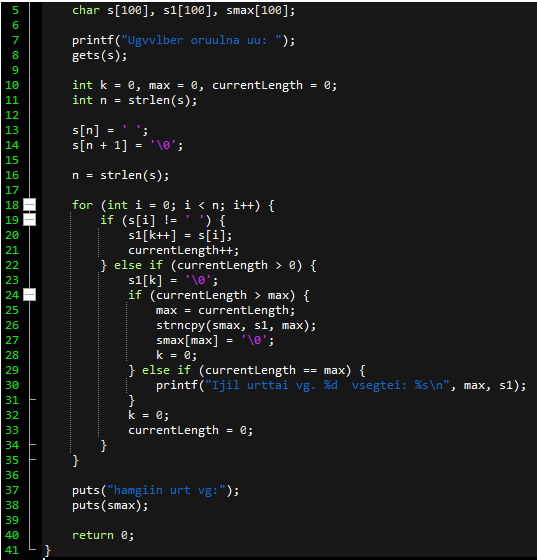 5 char s[100], s1[100], smax[100];
6
7 printf("Ugvvlber oruulna uu: ");
8 gets(s);
9
10 int k = 0, max = 0, currentLength = 0;
11 int n = strlen(s);
12
13 s[n] = ' ';
14 s[n + 1] = '\0';
15
16 n = strlen(s);
17
18 for (int i = 0; i < n; i++) {
19 if (s[i] != ' ') {
20 s1[k++] = s[i];
21 currentLength++;
22 } else if (currentLength > 0) {
23 s1[k] = '\0';
24 if (currentLength > max) {
25 max = currentLength;
26 strncpy(smax, s1, max);
27 smax[max] = '\0';
28 k = 0;
29 } else if (currentLength == max) {
30 printf("Ijil urttai vg. %d  vsegtei: %s\n", max, s1);
31 }
32 k = 0;
33 currentLength = 0;
34 }
35 }
36
37 puts("hamgiin urt vg:");
38 puts(smax);
39
40 return 0;
41 }